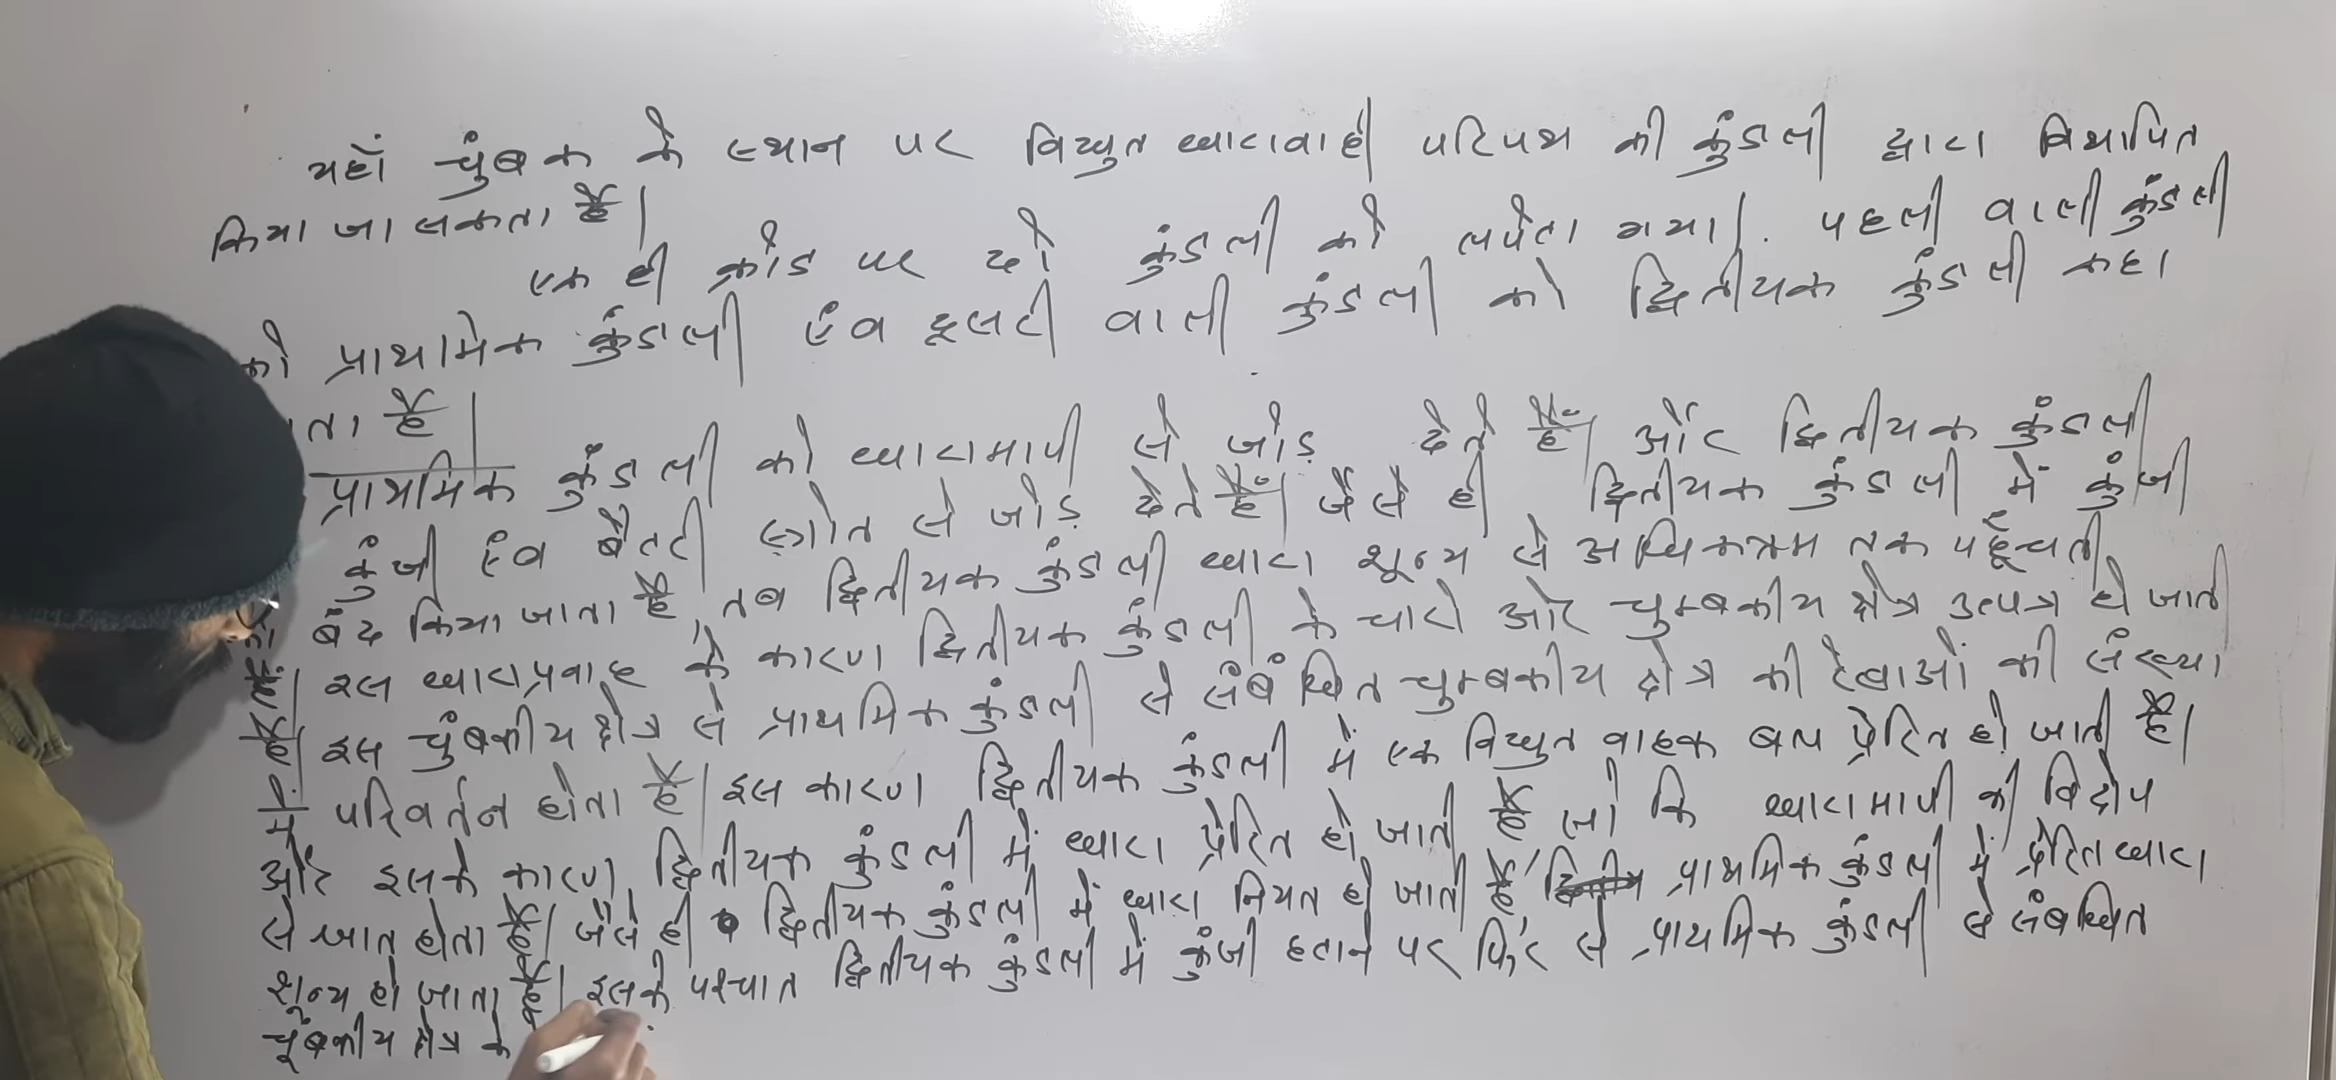 यहाँ चुंबक के स्थान पर विध्युत धारावाही परिपथ की कुंडली द्वारा विथापित
किया जा सकता है|
एक ही क्रोड पर दो कुंडली को लपेटा गया|. पहली वाली कुंडली
को प्राथमिक कुंडली एंव दूसरी वाली कुंडली को द्वितीयक कुंडली कहा
ता है|
प्राथमिक कुंडली को धारामापी से जोड़ देते हैं| और द्वितीयक कुंडली
कुंजी एंव बैटरी स्त्रोत से जोड़ देते हैं| जैसे ही द्वितीयक कुंडली में कुंजी
को बंद किया जाता है, तब द्वितीयक कुंडली धारा शून्य से अधिकत्रम तक पहूँचती
है| इस धाराप्रवाह के कारण द्वितीयक कुंडली के चारो ओर चुम्बकीय क्षेत्र उत्पत्र हो जाती
है| इस चुंबकीय क्षेत्र से प्राथमिक कुंडली से संबंधित चुम्बकीय क्षेत्र की रेखाओं की संख्या
में परिवर्तन होता है| इस कारण द्वितीयक कुंडली में एक विध्युत वाहक बल प्रेरित हो जाती है|
और इसके कारण द्वितीयक कुंडली में धारा प्रेरित हो जाती है जो कि धारामापी की विक्षेप
से ज्ञात होता है| जैसे ही द्वितीयक कुंडली में धारा नियत हो जाती है, प्राथमिक कुंडली में प्रेरित धारा
शून्य हो जाता है| इसके पश्चात द्वितीयक कुंडली में कुंजी हटाने पर फिर से प्राथमिक कुंडली से संबधित
चूंबकीय क्षेत्र के